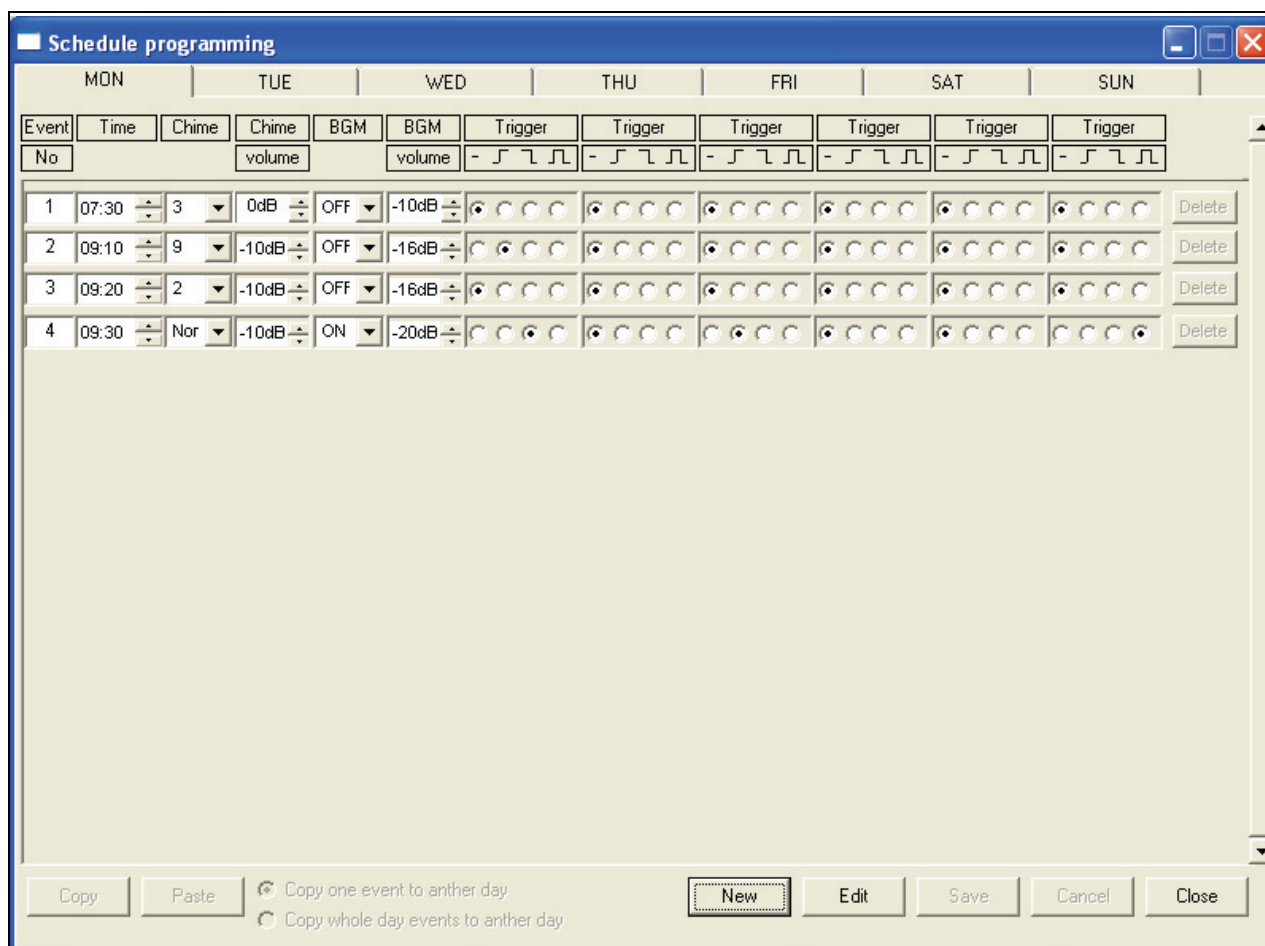 Schedule programming
MON TUE WED THU FRI SAT SUN
Event Time Chime Chime BGM BGM Trigger Trigger Trigger Trigger Trigger Trigger
No volume volume - - - - - -
1 07:30 3 0dB OFF -10dB Delete
2 09:10 9 -10dB OFF -16dB Delete
3 09:20 2 -10dB OFF -16dB Delete
4 09:30 Nor -10dB ON -20dB Delete
Copy Paste Copy one event to anther day New Edit Save Cancel Close
Copy whole day events to anther day